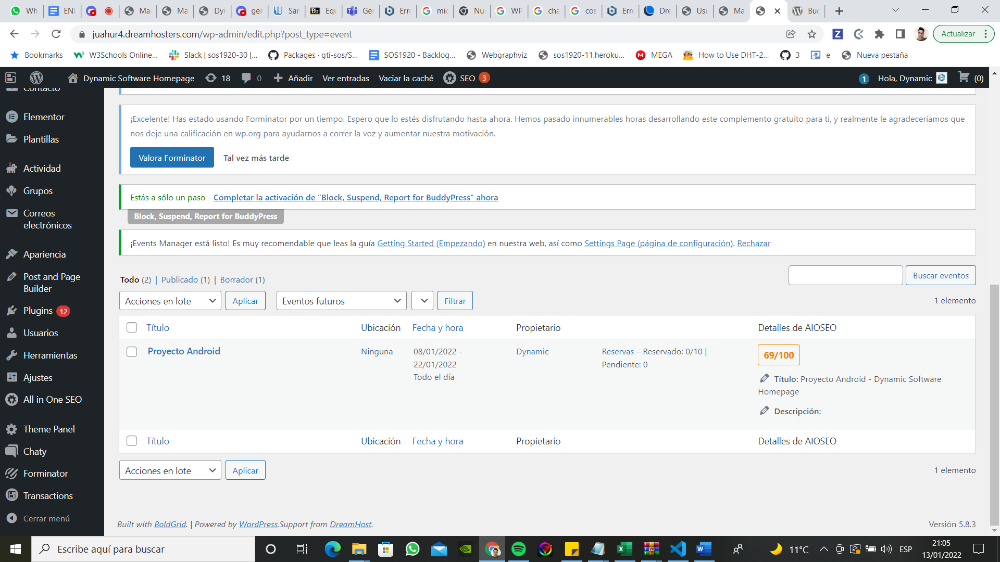 Wh
ENL
Mar
Ma
Dyn
ger
San
Equ
Ger
Erro
mic
Nue
WP
cha
cos
Erro
Dre
Usu
Ma
Buc
juahur4.dreamhosters.com/wp-admin/edit.php?post_type=event
Actualizar
Bookmarks
W3Schools Online...
Slack | sos1920-30 |...
Packages · gti-sos/S...
SOS1920 - Backlog...
Webgraphviz
sos1920-11.heroku...
MEGA
How to Use DHT-2...
3
e
Nueva pestaña
Dynamic Software Homepage
18
0
Añadir
Ver entradas
Vaciar la caché
SEO 3
1
Hola, Dynamic
(0)
Contacto
Elementor
Plantillas
Actividad
Grupos
Correos
electrónicos
Apariencia
Post and Page
Builder
Plugins 12
Usuarios
Herramientas
Ajustes
All in One SEO
Theme Panel
Chaty
Forminator
Transactions
Cerrar menú
¡Excelente! Has estado usando Forminator por un tiempo. Espero que lo estés disfrutando hasta ahora. Hemos pasado innumerables horas desarrollando este complemento gratuito para ti, y realmente le agradeceríamos que
nos deje una calificación en wp.org para ayudarnos a correr la voz y aumentar nuestra motivación.
Valora Forminator
Tal vez más tarde
Estás a sólo un paso - Completar la activación de "Block, Suspend, Report for BuddyPress" ahora
Block, Suspend, Report for BuddyPress
¡Events Manager está listo! Es muy recomendable que leas la guía Getting Started (Empezando) en nuestra web, así como Settings Page (página de configuración). Rechazar
Todo (2) | Publicado (1) | Borrador (1)
Buscar eventos
Acciones en lote
Aplicar
Eventos futuros
Filtrar
1 elemento
Título
Ubicación
Fecha y hora
Propietario
Detalles de AIOSEO
Proyecto Android
Ninguna
08/01/2022 -
22/01/2022
Todo el día
Dynamic
Reservas – Reservado: 0/10 |
Pendiente: 0
69/100
Título: Proyecto Android - Dynamic Software
Homepage
Descripción:
Título
Ubicación
Fecha y hora
Propietario
Detalles de AIOSEO
Acciones en lote
Aplicar
1 elemento
Built with BoldGrid. | Powered by WordPress.Support from DreamHost.
Versión 5.8.3
Escribe aquí para buscar
11°C
ESP
21:05
13/01/2022